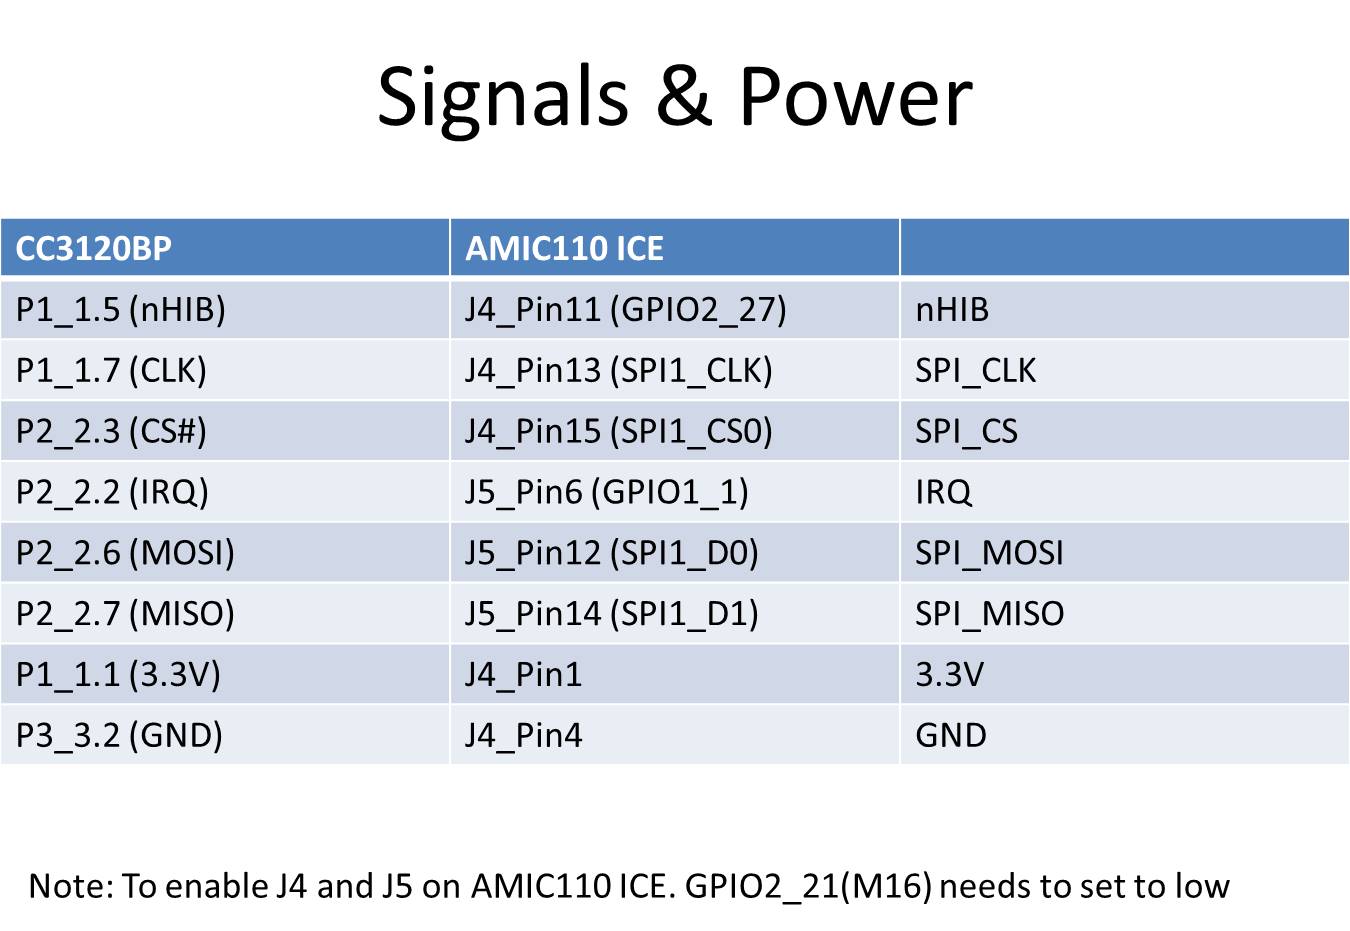 Signals & Power
CC3120BP AMIC110 ICE
P1_1.5 (nHIB) J4_Pin11 (GPIO2_27) nHIB
P1_1.7 (CLK) J4_Pin13 (SPI1_CLK) SPI_CLK
P2_2.3 (CS#) J4_Pin15 (SPI1_CS0) SPI_CS
P2_2.2 (IRQ) J5_Pin6 (GPIO1_1) IRQ
P2_2.6 (MOSI) J5_Pin12 (SPI1_D0) SPI_MOSI
P2_2.7 (MISO) J5_Pin14 (SPI1_D1) SPI_MISO
P1_1.1 (3.3V) J4_Pin1 3.3V
P3_3.2 (GND) J4_Pin4 GND
Note: To enable J4 and J5 on AMIC110 ICE. GPIO2_21(M16) needs to set to low